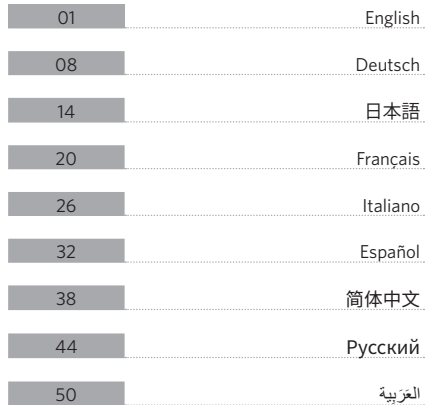 01 English
08 Deutsch
14 日本語
20 Français
26 Italiano
32 Español
38 简体中文
44 Русский
50 العَرَبِية